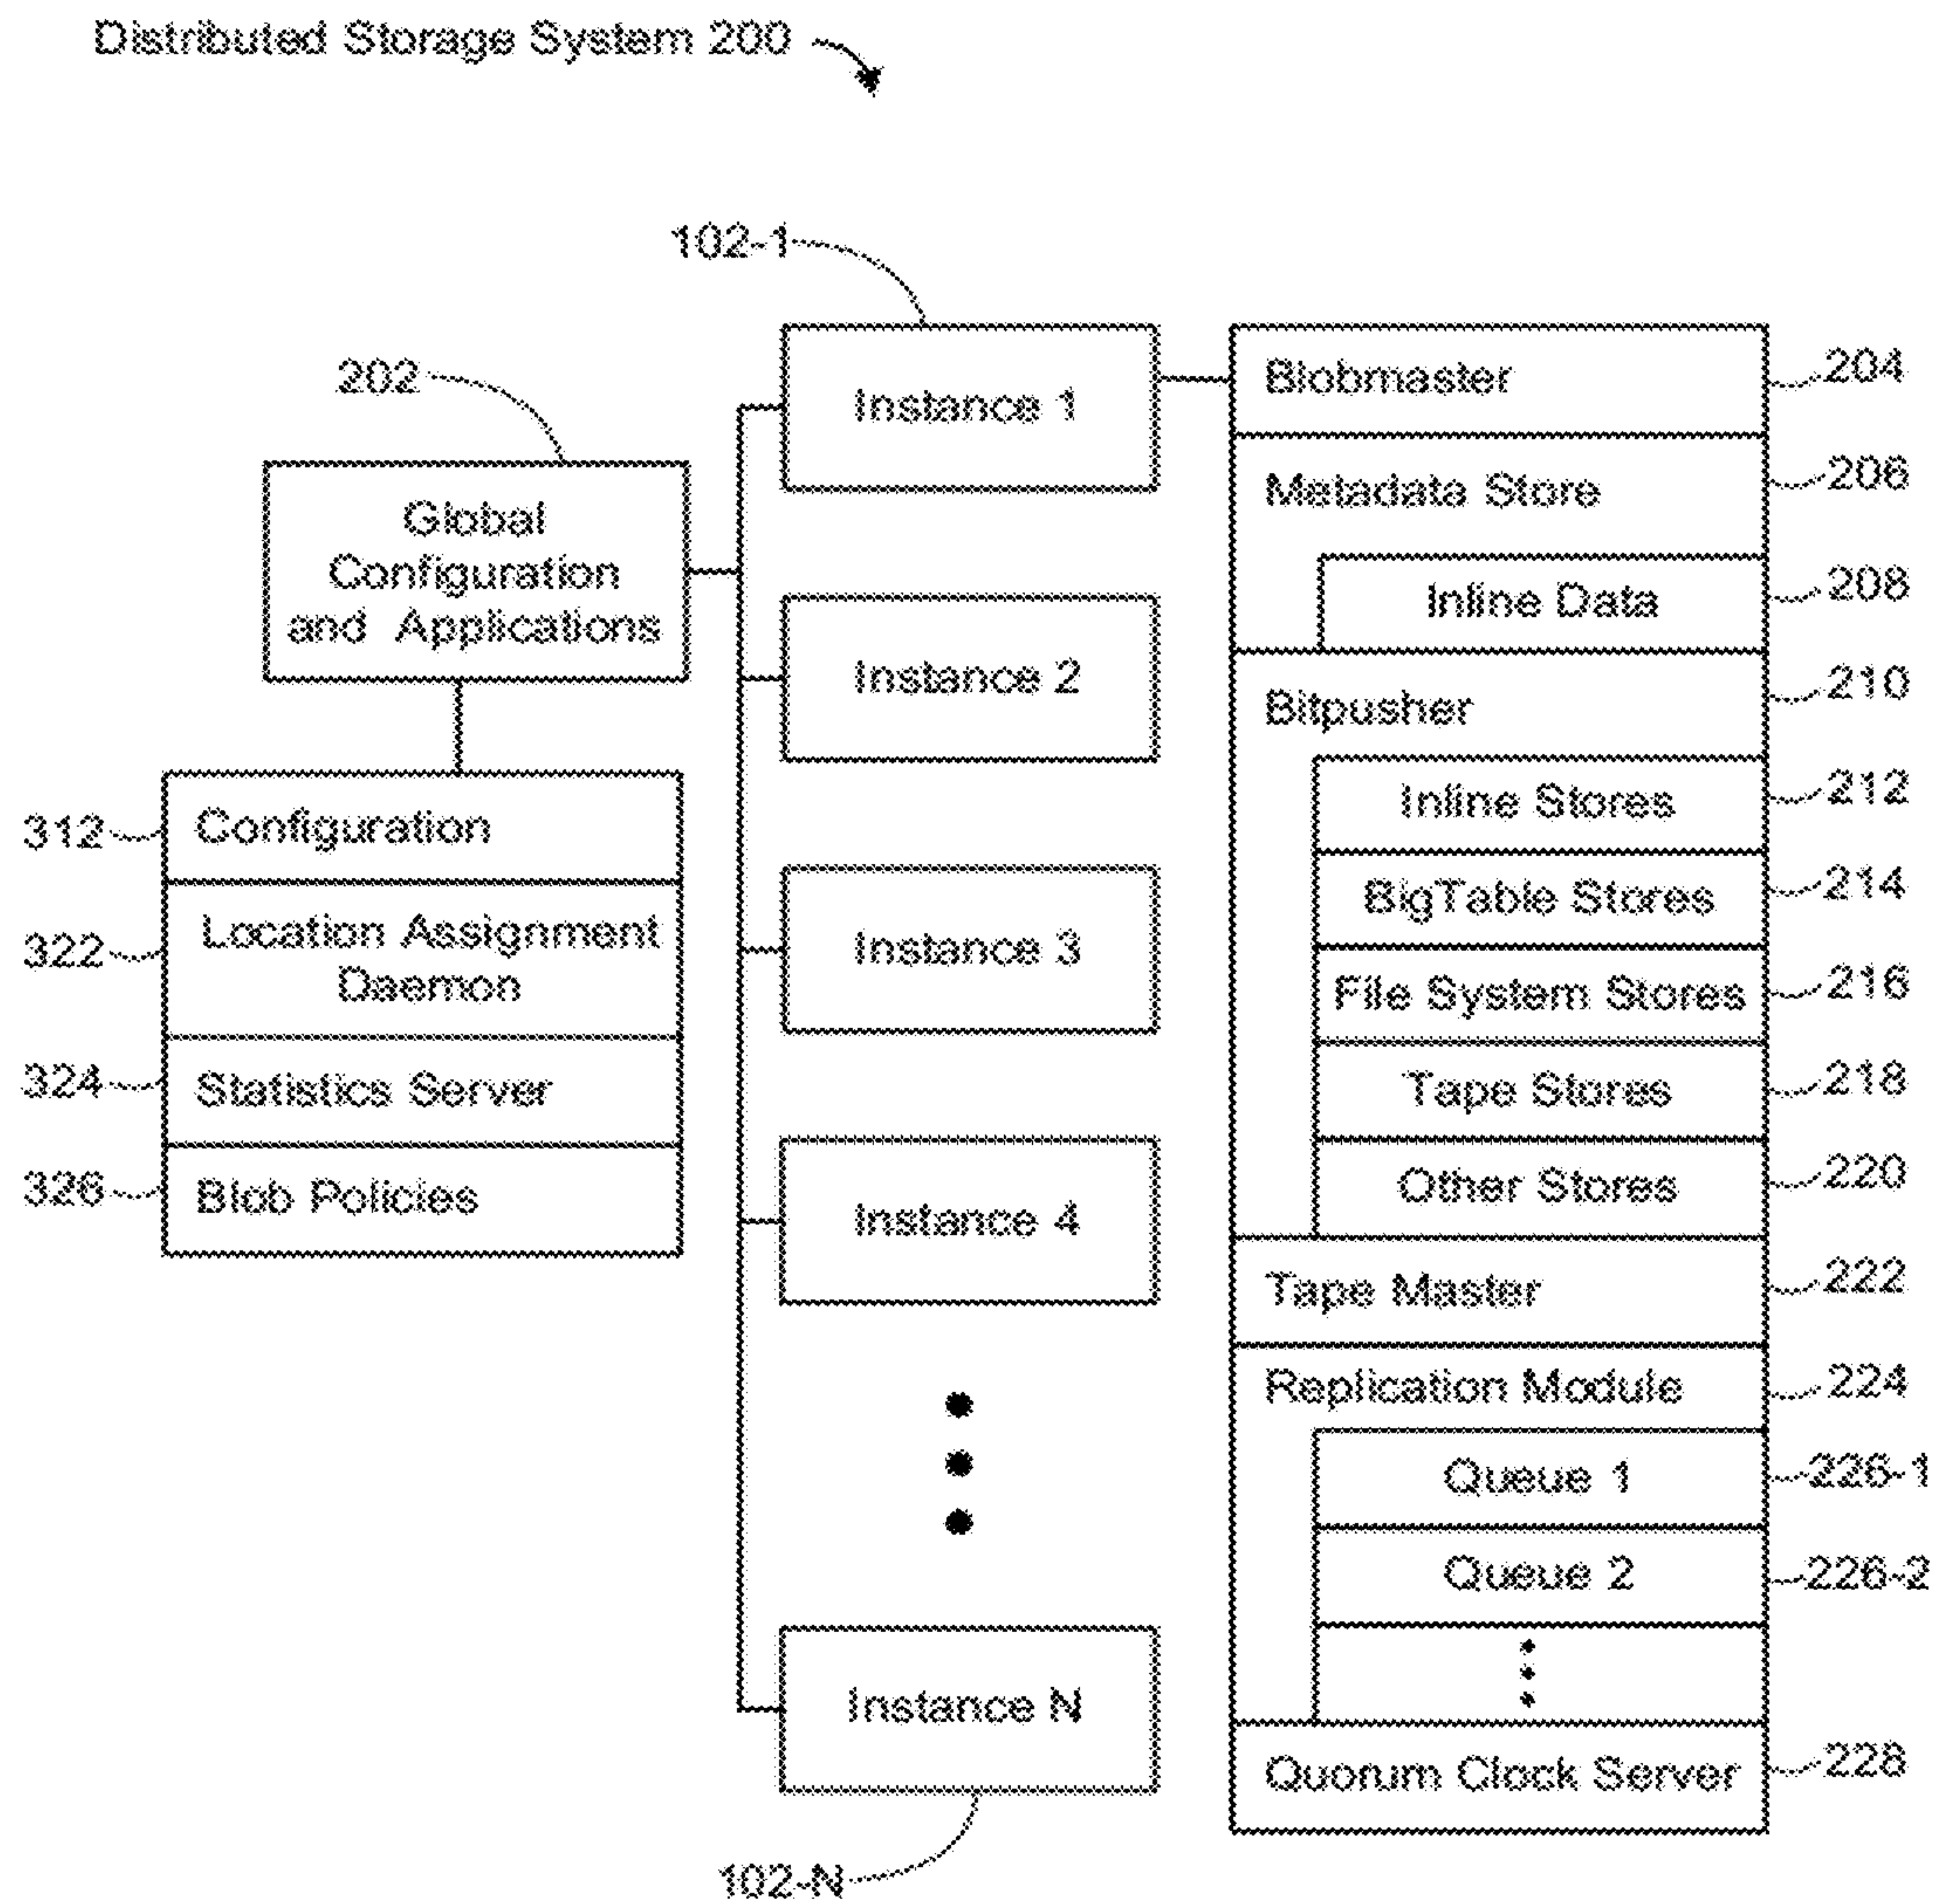 Distributed Storage System 200
102-1
202
Global
Configuration
and Applications
312
Configuration
322
Location Assignment
Daemon
324
Statistics Server
326
Blob Policies
Instance 1
Instance 2
Instance 3
Instance 4
Instance N
102-N
Blobmaster
204
Metadata Store
206
Inline Data
208
Bitpusher
210
Inline Stores
212
BigTable Stores
214
File System Stores
216
Tape Stores
218
Other Stores
220
Tape Master
222
Replication Module
224
Queue 1
226-1
Queue 2
226-2
Quorum Clock Server
228